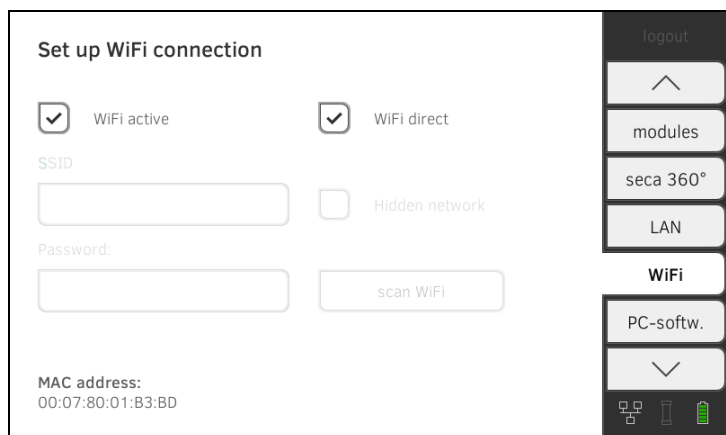 Set up WiFi connection
logout
WiFi active
WiFi direct
modules
SSID
seca 360°
Hidden network
LAN
Password:
WiFi
scan WiFi
PC-softw.
MAC address:
00:07:80:01:B3:BD